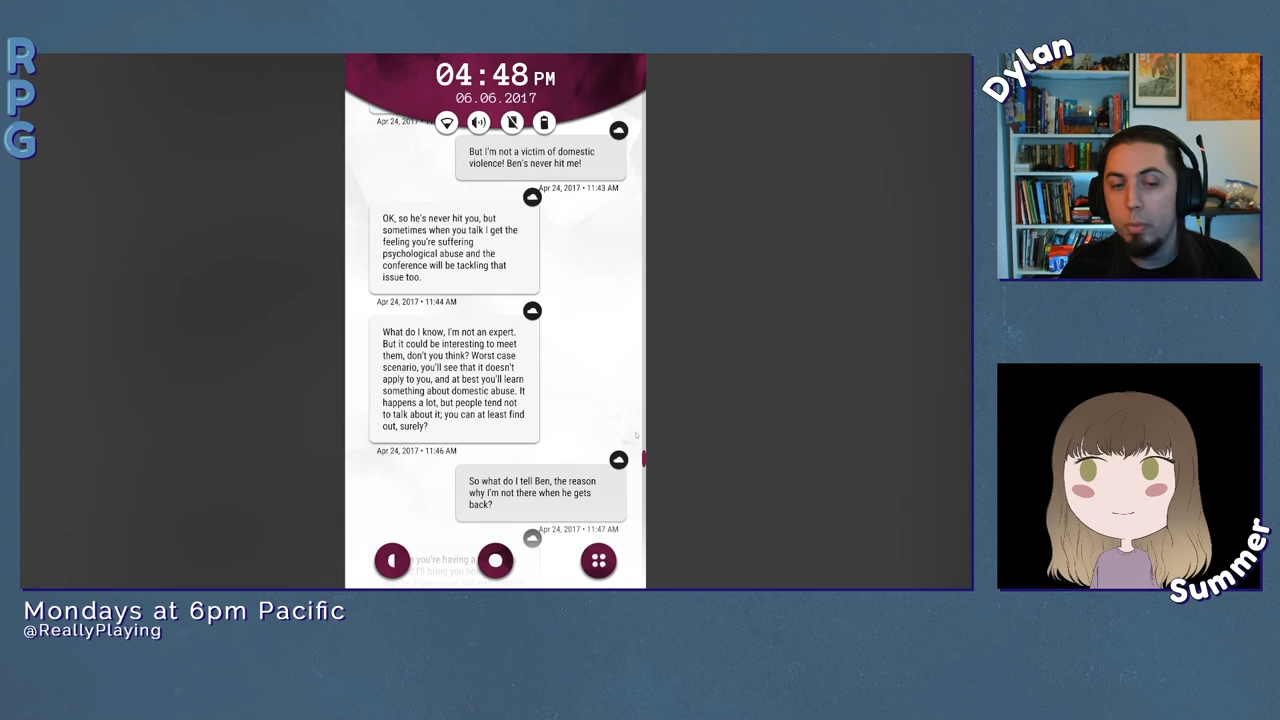 RPG
04:48 PM
06.06.2017
Apr 24, 2017 •
But I'm not a victim of domestic
violence! Ben's never hit me!
Apr 24, 2017 • 11:43 AM
OK, so he's never hit you, but
sometimes when you talk I get the
feeling you're suffering
psychological abuse and the
conference will be tackling that
issue too.
Apr 24, 2017 • 11:44 AM
What do I know, I'm not an expert.
But it could be interesting to meet
them, don't you think? Worst case
scenario, you'll see that it doesn't
apply to you, and at best you'll learn
something about domestic abuse. It
happens a lot, but people tend not
to talk about it; you can at least find
out, surely?
Apr 24, 2017 • 11:46 AM
So what do I tell Ben, the reason
why I'm not there when he gets
back?
Apr 24, 2017 • 11:47 AM
you're having a
I'll bring you
Dylan
Summer
Mondays at 6pm Pacific
@ReallyPlaying